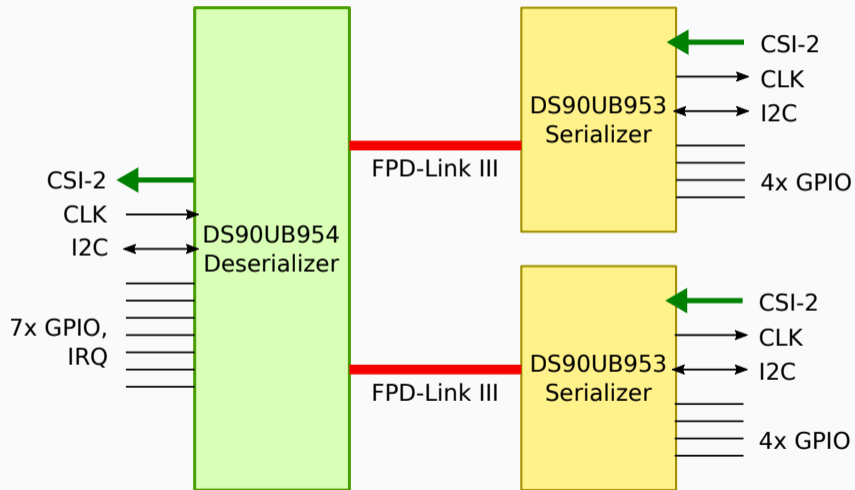 CSI-2
CLK
I2C
7x GPIO,
IRQ
DS90UB954
Deserializer
FPD-Link III
FPD-Link III
DS90UB953
Serializer
CSI-2
CLK
I2C
4x GPIO
DS90UB953
Serializer
CSI-2
CLK
I2C
4x GPIO